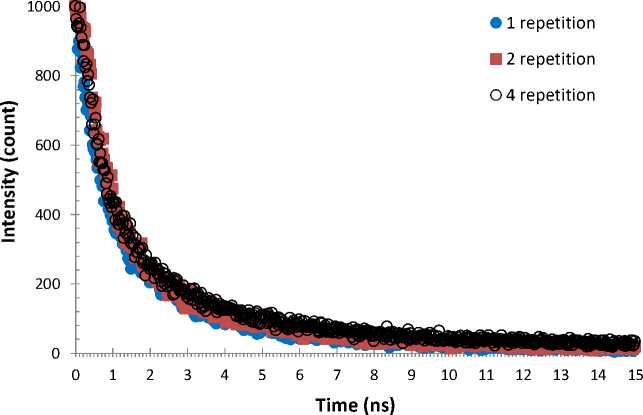 1000
800
600
400
200
0
Intensity (count)
1 repetition
2 repetition
4 repetition
0 1 2 3 4 5 6 7 8 9 10 11 12 13 14 15
Time (ns)